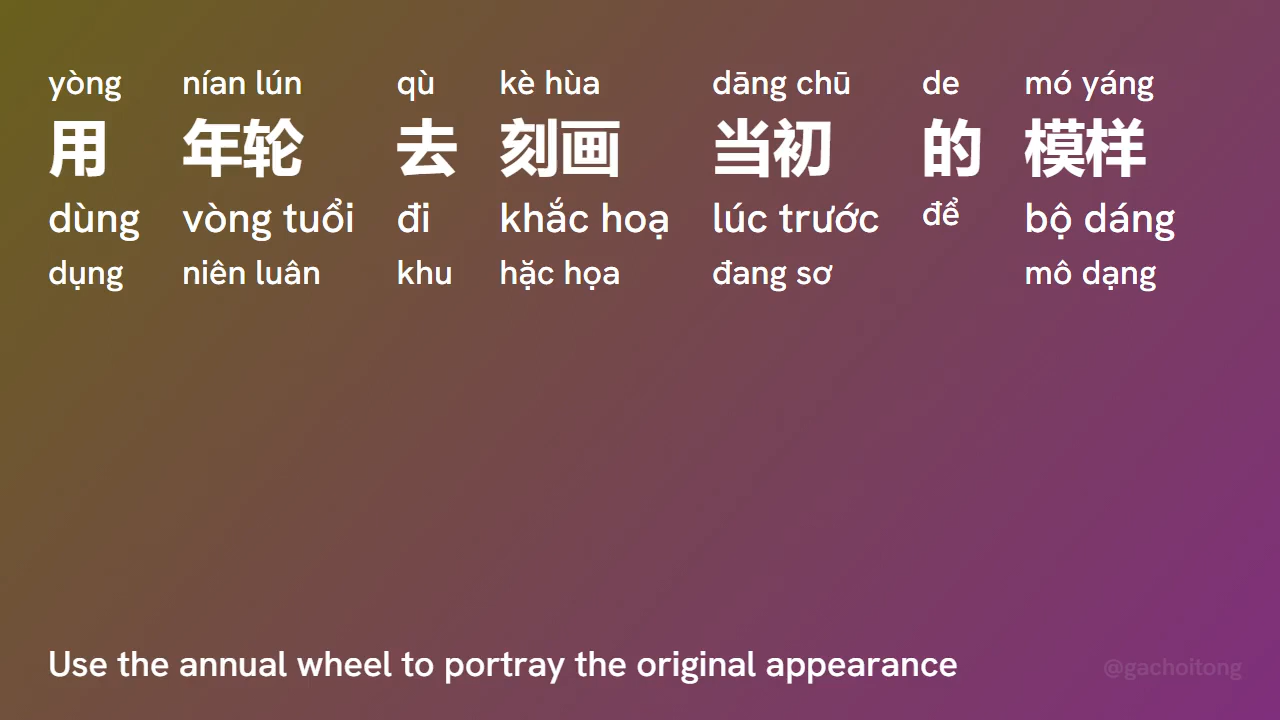 yòng nían lún qù kè hùa dāng chū de mó yáng
用 年轮 去 刻画 当初 的 模样
dùng vòng tuổi đi khắc hoạ lúc trước để bộ dáng
dụng niên luân khu hặc họa đang sơ mô dạng
Use the annual wheel to portray the original appearance
@gachoitong